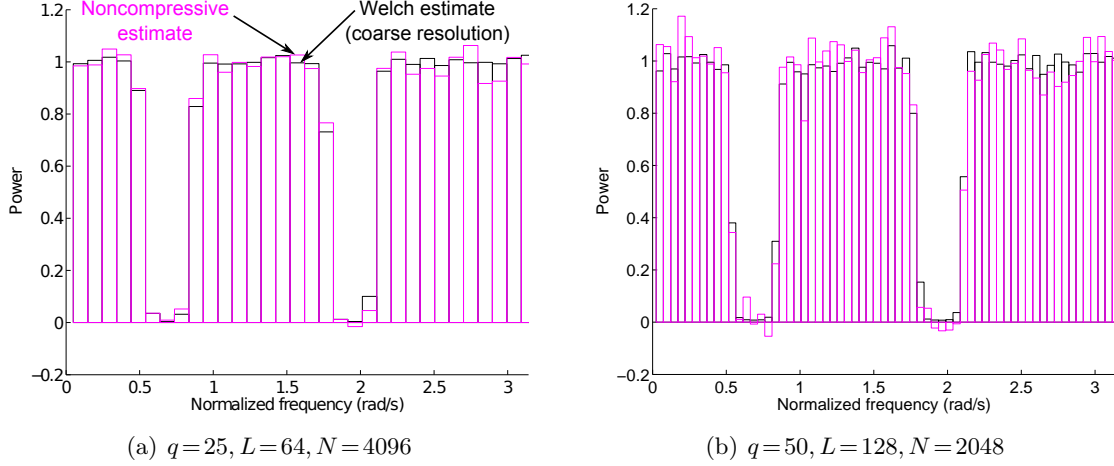 Noncompressive
estimate
Welch estimate
(coarse resolution)
Power
1.2
1
0.8
0.6
0.4
0.2
0
−0.2
0 0.5 1 1.5 2 2.5 3
Normalized frequency (rad/s)
(a) q=25, L=64, N=4096
Power
1.2
1
0.8
0.6
0.4
0.2
0
−0.2
0 0.5 1 1.5 2 2.5 3
Normalized frequency (rad/s)
(b) q=50, L=128, N=2048